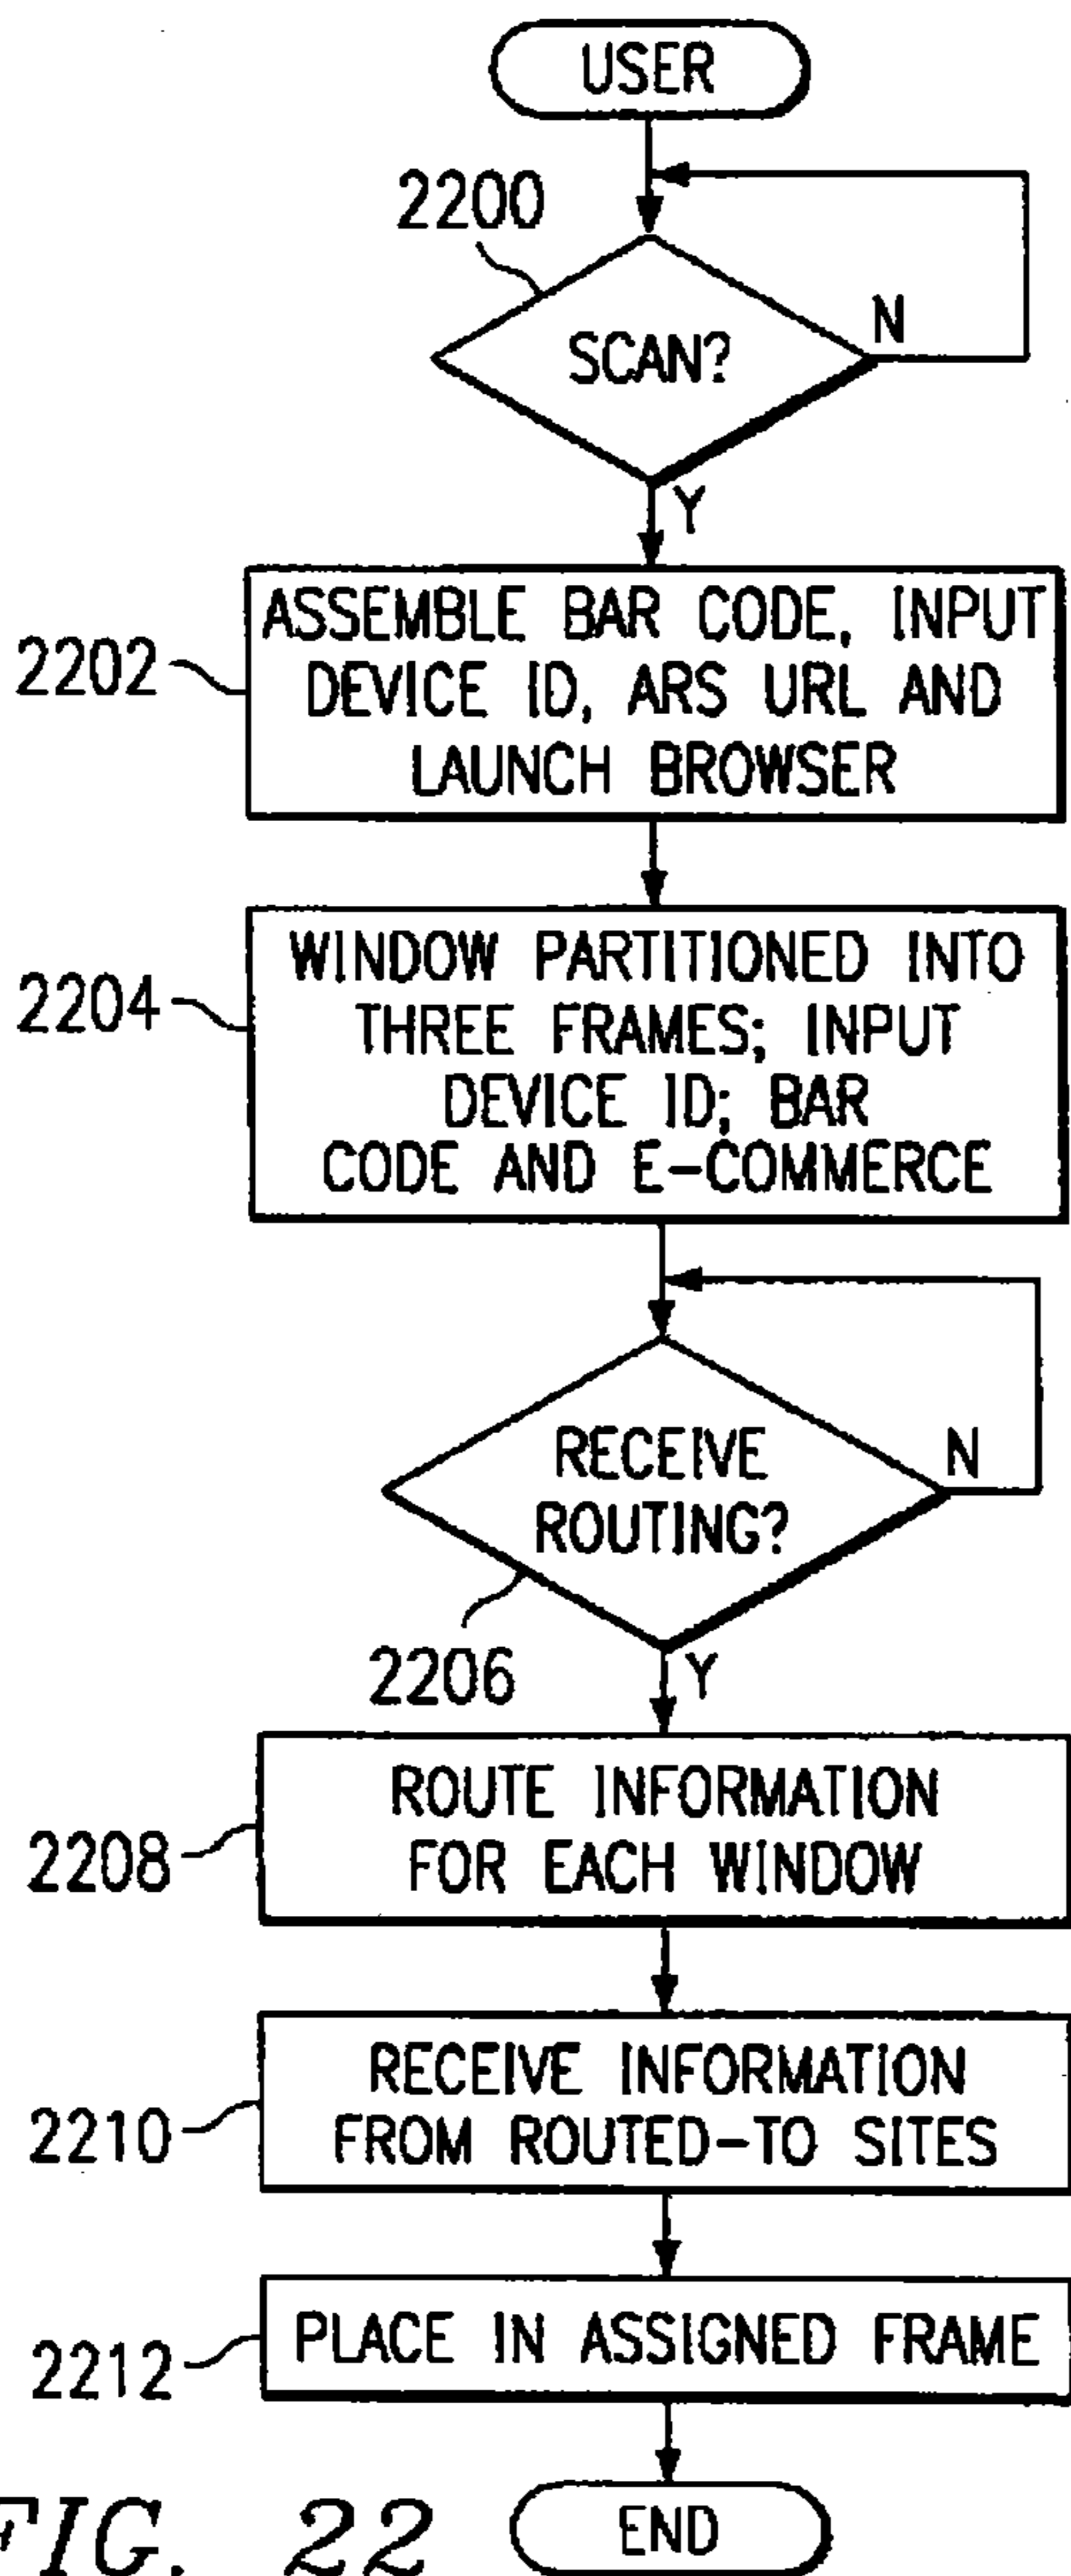 USER
2200
SCAN?
N
Y
2202
ASSEMBLE BAR CODE, INPUT
DEVICE ID, ARS URL AND
LAUNCH BROWSER
2204
WINDOW PARTITIONED INTO
THREE FRAMES; INPUT
DEVICE ID; BAR
CODE AND E-COMMERCE
RECEIVE
ROUTING?
N
2206
Y
2208
ROUTE INFORMATION
FOR EACH WINDOW
2210
RECEIVE INFORMATION
FROM ROUTED-TO SITES
2212
PLACE IN ASSIGNED FRAME
FIG. 22
END